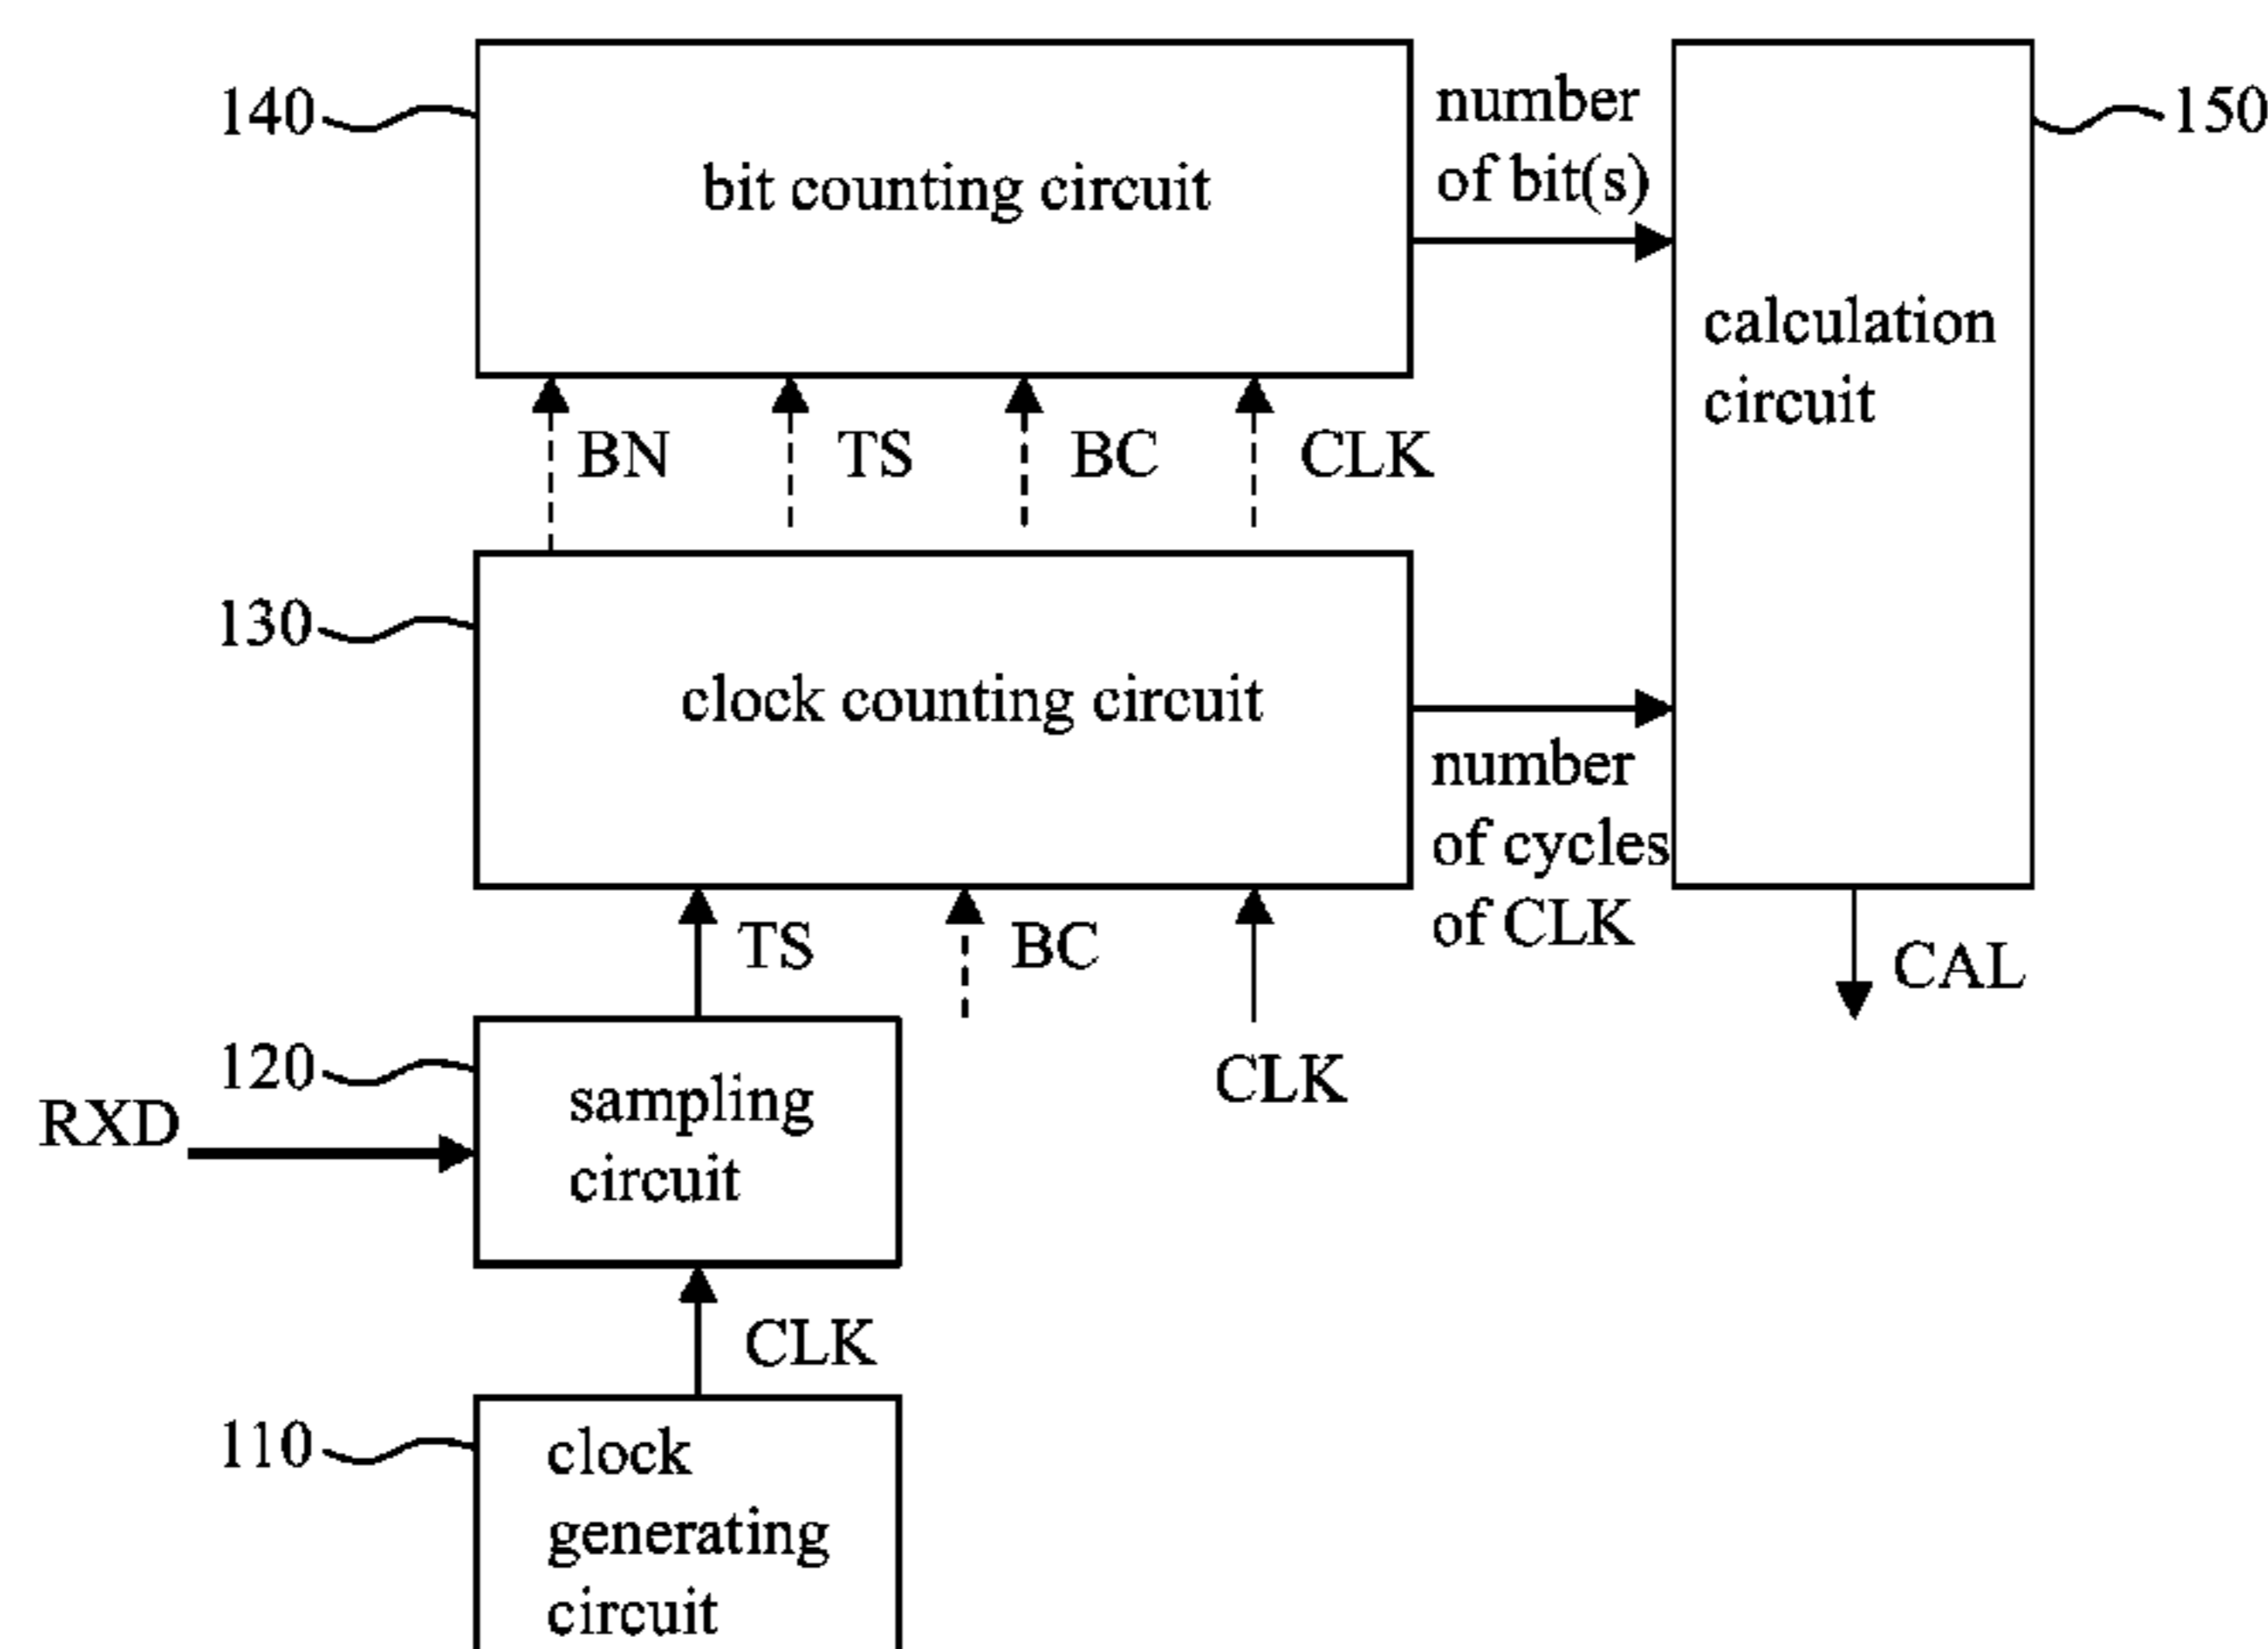 140
bit counting circuit
number
of bit(s)
150
calculation
circuit
BN
TS
BC
CLK
130
clock counting circuit
number
of cycles
of CLK
TS
BC
CLK
CAL
120
sampling
circuit
RXD
CLK
110
clock
generating
circuit